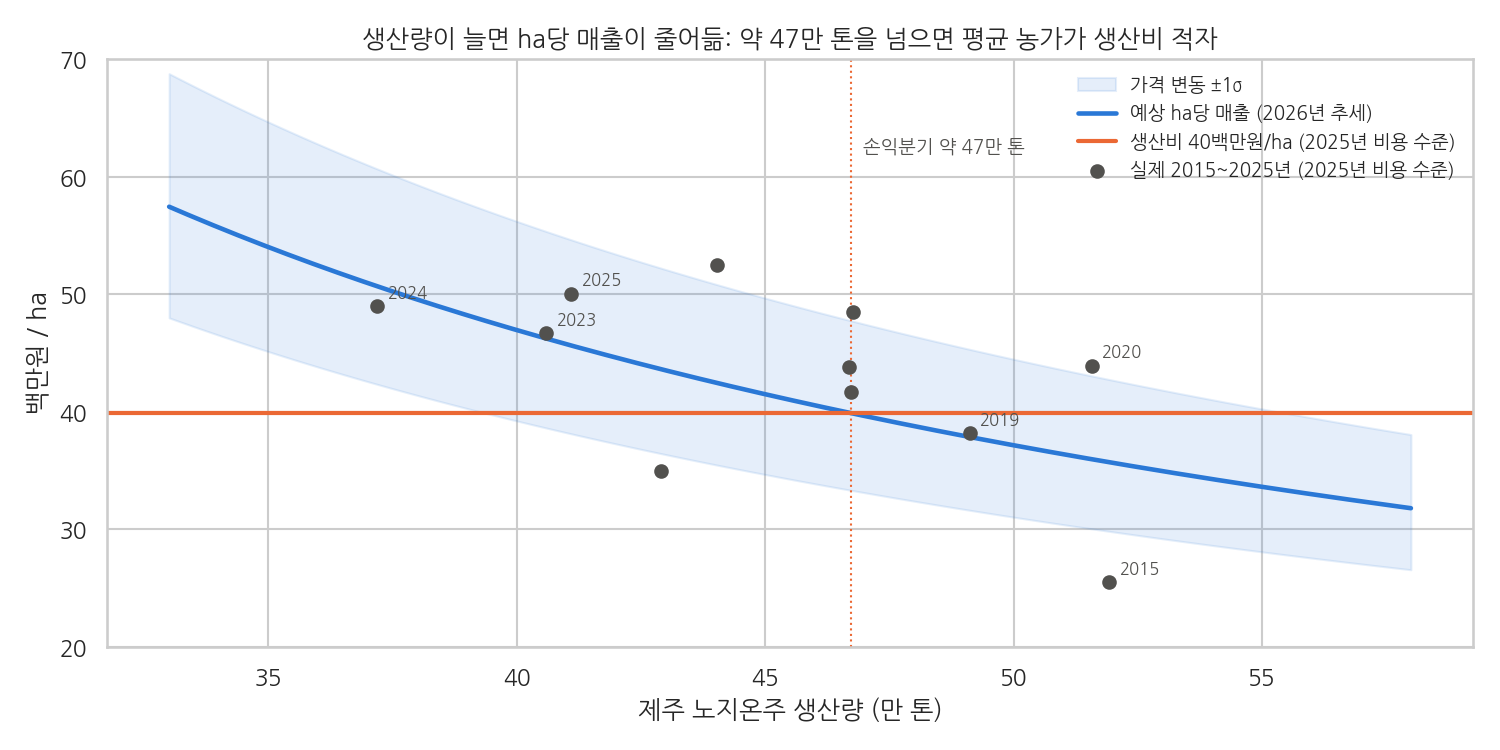 생산량이 늘면 ha당 매출이 줄어듦: 약 47만 톤을 넘으면 평균 농가가 생산비 적자
백만원 / ha
70
60
50
40
30
20
가격 변동 ±1σ
예상 ha당 매출 (2026년 추세)
생산비 40백만원/ha (2025년 비용 수준)
실제 2015~2025년 (2025년 비용 수준)
손익분기 약 47만 톤
2024
2025
2023
2020
2019
2015
35
40
45
50
55
제주 노지온주 생산량 (만 톤)